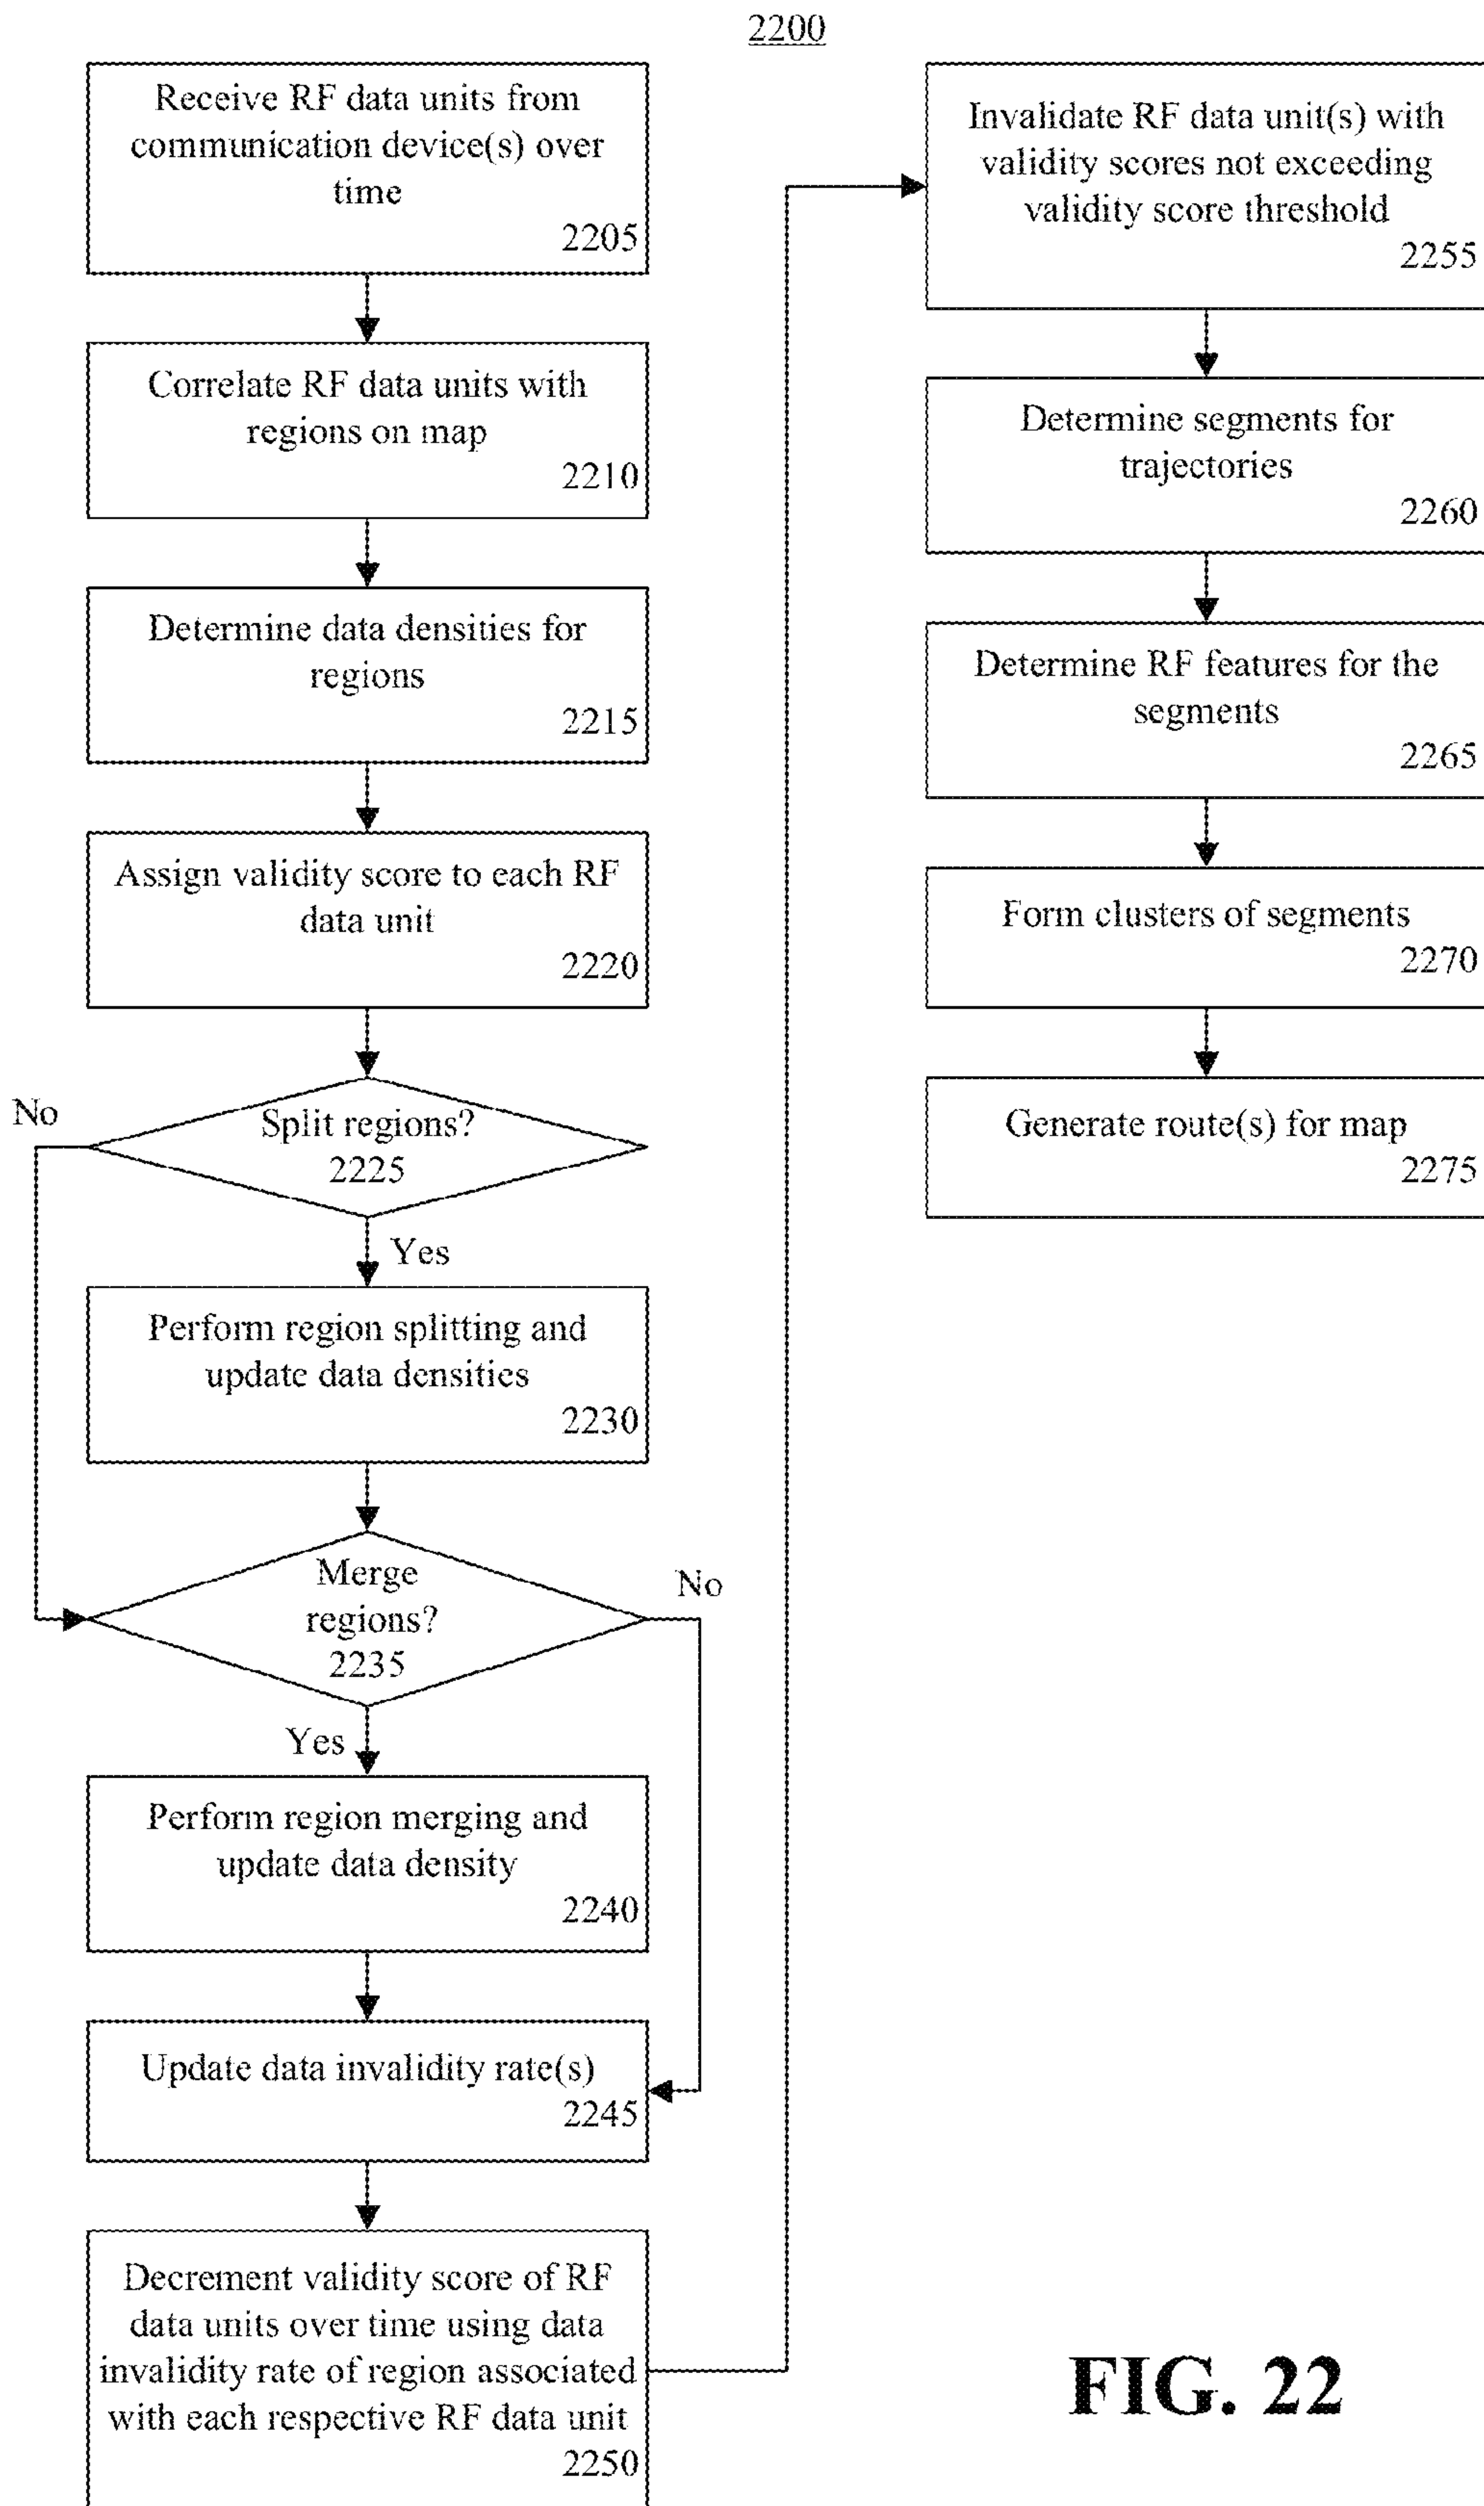 2200
Receive RF data units from
communication device(s) over
time
2205
Correlate RF data units with
regions on map
2210
Determine data densities for
regions
2215
Assign validity score to each RF
data unit
2220
No
Split regions?
2225
Yes
Perform region splitting and
update data densities
2230
Merge
regions?
2235
No
Yes
Perform region merging and
update data density
2240
Update data invalidity rate(s)
2245
Decrement validity score of RF
data units over time using data
invalidity rate of region associated
with each respective RF data unit
2250
Invalidate RF data unit(s) with
validity scores not exceeding
validity score threshold
2255
Determine segments for
trajectories
2260
Determine RF features for the
segments
2265
Form clusters of segments
2270
Generate route(s) for map
2275
FIG. 22